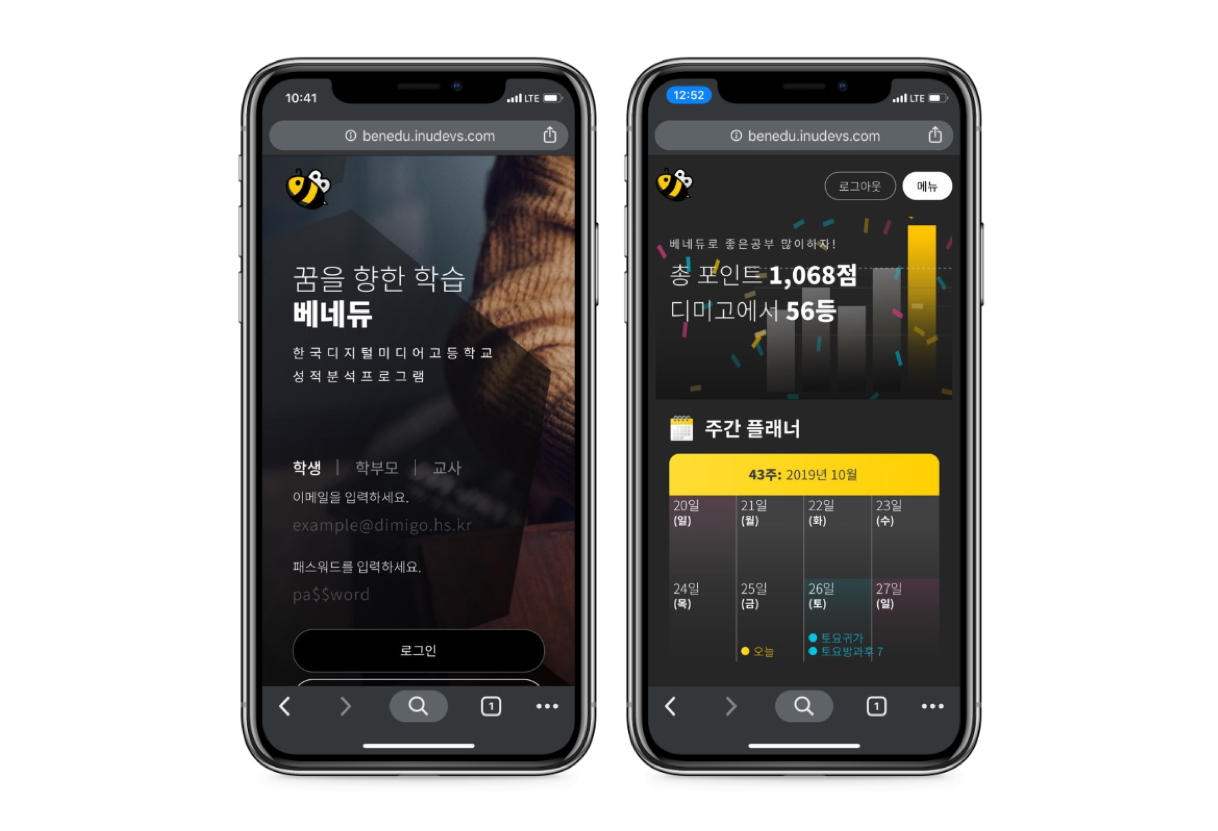 10:41
LTE
benedu.inudevs.com
B
꿈을 향한 학습
베네듀
한국디지털미디어고등학교
성적분석프로그램
학생 | 학부모 | 교사
이메일을 입력하세요.
example@dimigo.hs.kr
패스워드를 입력하세요.
pa$$word
로그인
1
12:52
LTE
benedu.inudevs.com
B
로그아웃 메뉴
베네듀로 좋은공부 많이하자!
총 포인트 1,068점
디미고에서 56등
주간 플래너
43주: 2019년 10월
20일 21일 22일 23일
(일) (월) (화) (수)
24일 25일 26일 27일
(목) (금) (토) (일)
토요귀가
오늘 토요방과후 7
1